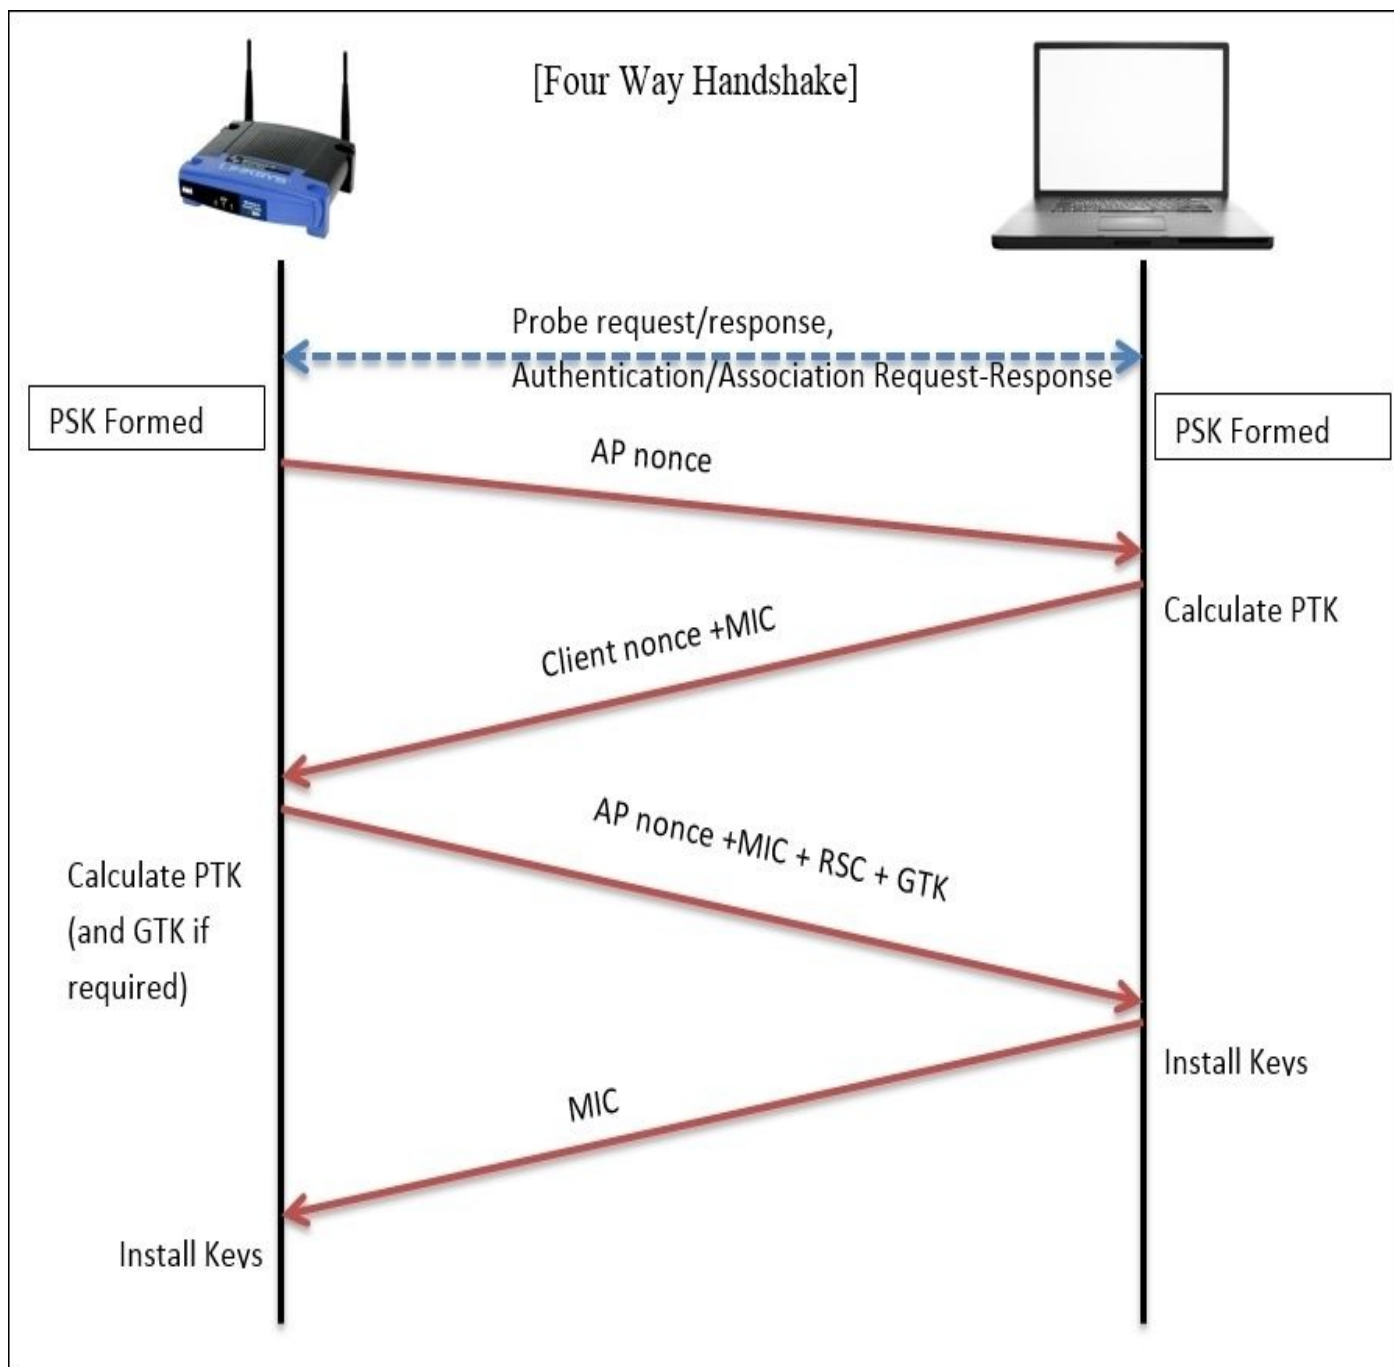 [Four Way Handshake]
LINKSYS
Probe request/response,
Authentication/Association Request-Response
PSK Formed
PSK Formed
AP nonce
Calculate PTK
Client nonce +MIC
AP nonce +MIC + RSC + GTK
Calculate PTK
(and GTK if
required)
Install Keys
MIC
Install Keys